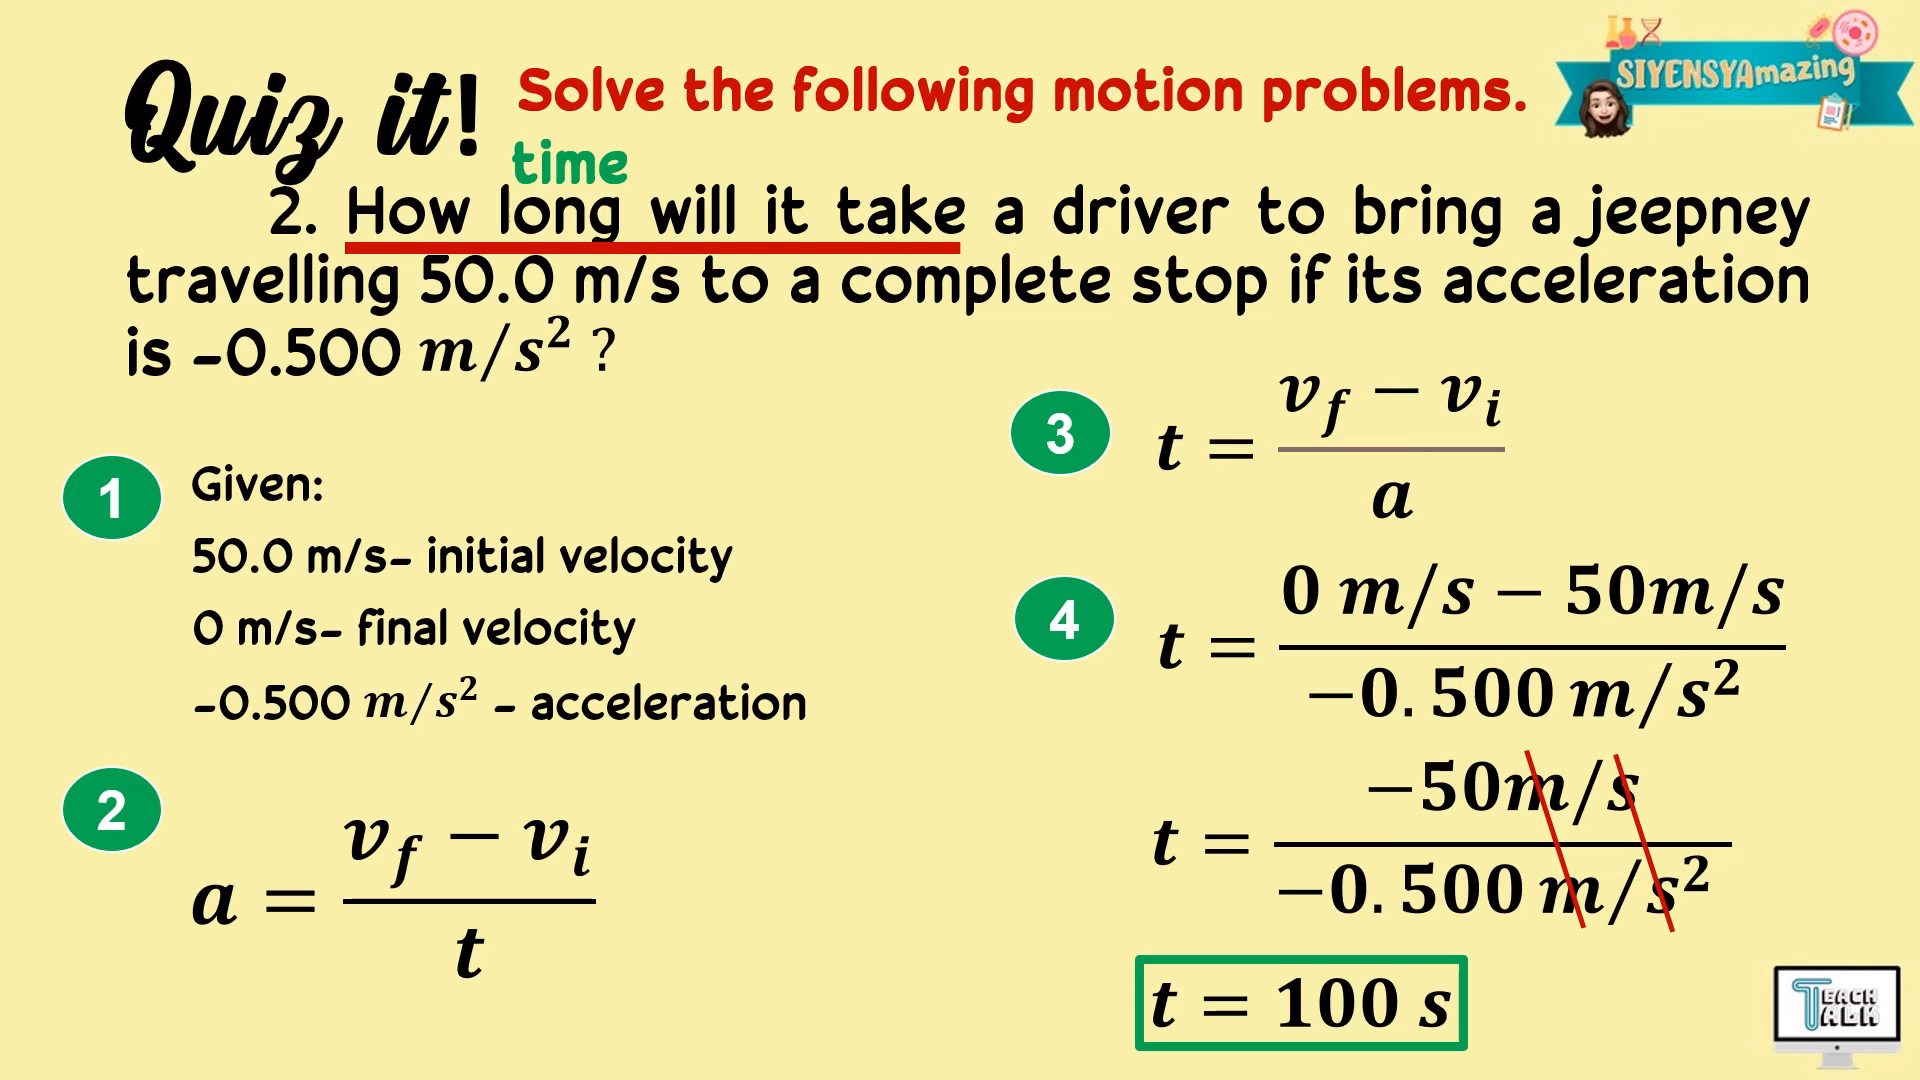 Quiz it!
Solve the following motion problems.
SIYENSYAmazing
time
2. How long will it take a driver to bring a jeepney
travelling 50.0 m/s to a complete stop if its acceleration
is -0.500 m/s² ?
1
Given:
50.0 m/s- initial velocity
0 m/s- final velocity
-0.500 m/s² - acceleration
2
a = (v_f − v_i) / t
3
t = (v_f − v_i) / a
4
t = (0 m/s − 50m/s) / (−0.500 m/s²)
t = (−50m/s) / (−0.500 m/s²)
t = 100 s
TEACH
TALK